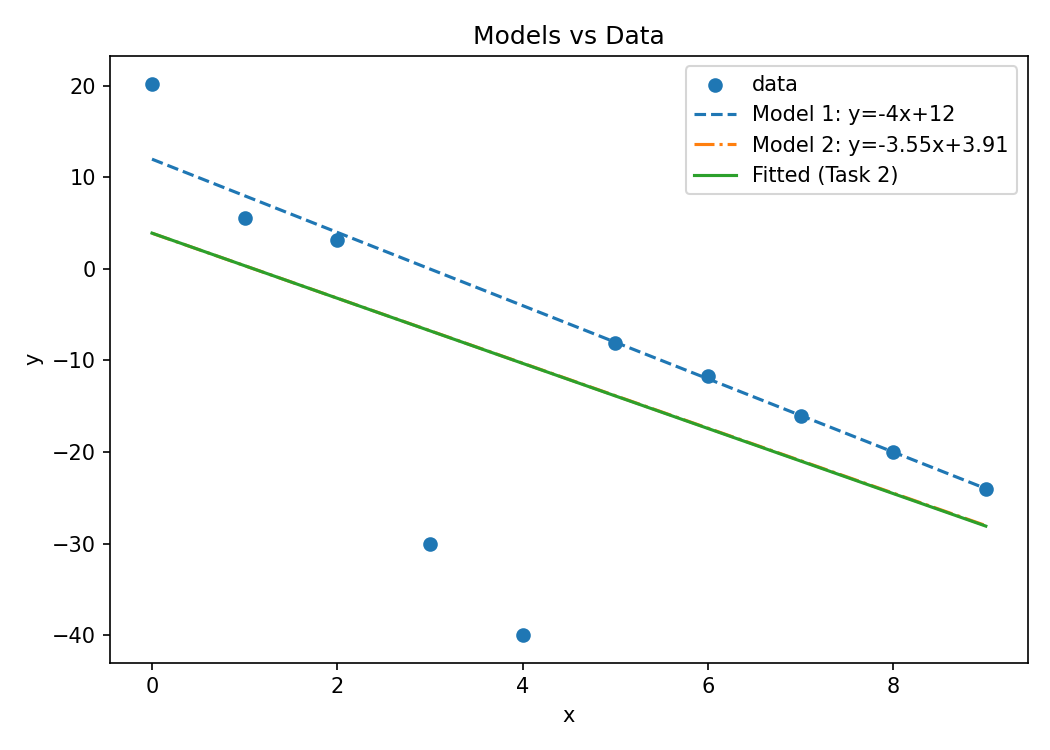 Models vs Data
data
Model 1: y=-4x+12
Model 2: y=-3.55x+3.91
Fitted (Task 2)
20
10
0
−10
−20
−30
−40
y
0 2 4 6 8
x